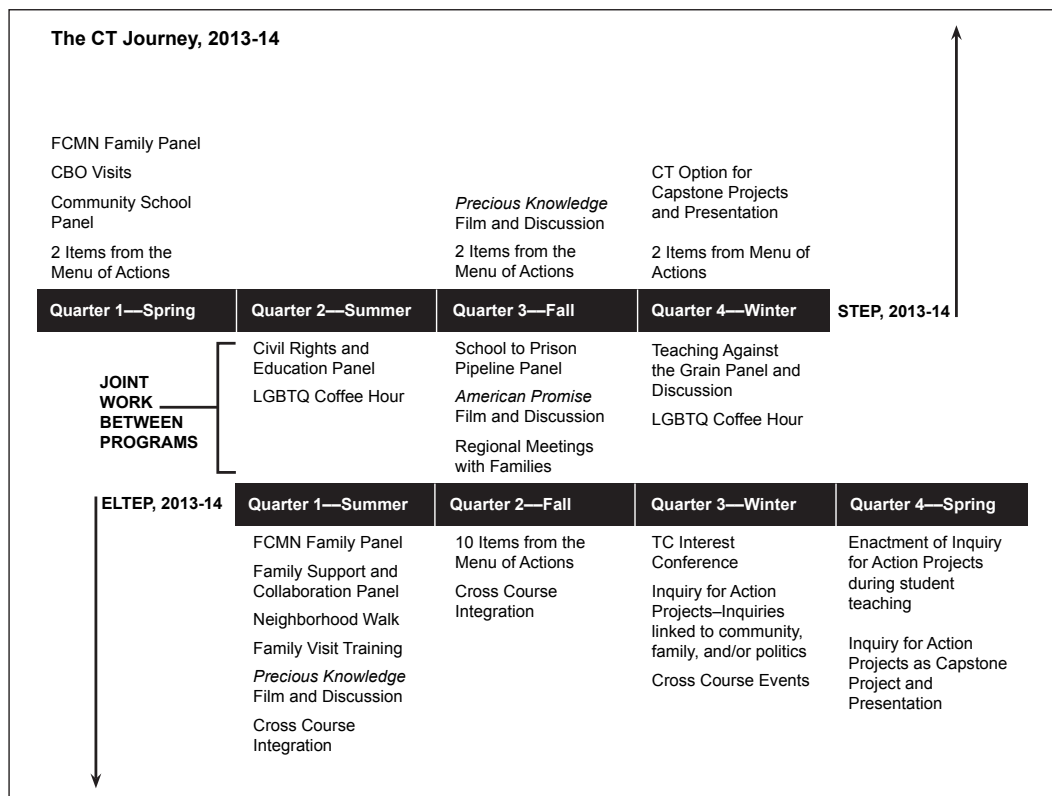 The CT Journey, 2013-14
FCMN Family Panel
CBO Visits
Community School
Panel
2 Items from the
Menu of Actions
Precious Knowledge
Film and Discussion
2 Items from the
Menu of Actions
CT Option for
Capstone Projects
and Presentation
2 Items from Menu of
Actions
Quarter 1—Spring
Quarter 2—Summer
Quarter 3—Fall
Quarter 4—Winter
STEP, 2013-14
JOINT
WORK
BETWEEN
PROGRAMS
Civil Rights and
Education Panel
LGBTQ Coffee Hour
School to Prison
Pipeline Panel
American Promise
Film and Discussion
Regional Meetings
with Families
Teaching Against
the Grain Panel and
Discussion
LGBTQ Coffee Hour
ELTEP, 2013-14
Quarter 1—Summer
Quarter 2—Fall
Quarter 3—Winter
Quarter 4—Spring
FCMN Family Panel
Family Support and
Collaboration Panel
Neighborhood Walk
Family Visit Training
Precious Knowledge
Film and Discussion
Cross Course
Integration
10 Items from the
Menu of Actions
Cross Course
Integration
TC Interest
Conference
Inquiry for Action
Projects–Inquiries
linked to community,
family, and/or politics
Cross Course Events
Enactment of Inquiry
for Action Projects
during student
teaching
Inquiry for Action
Projects as Capstone
Project and
Presentation